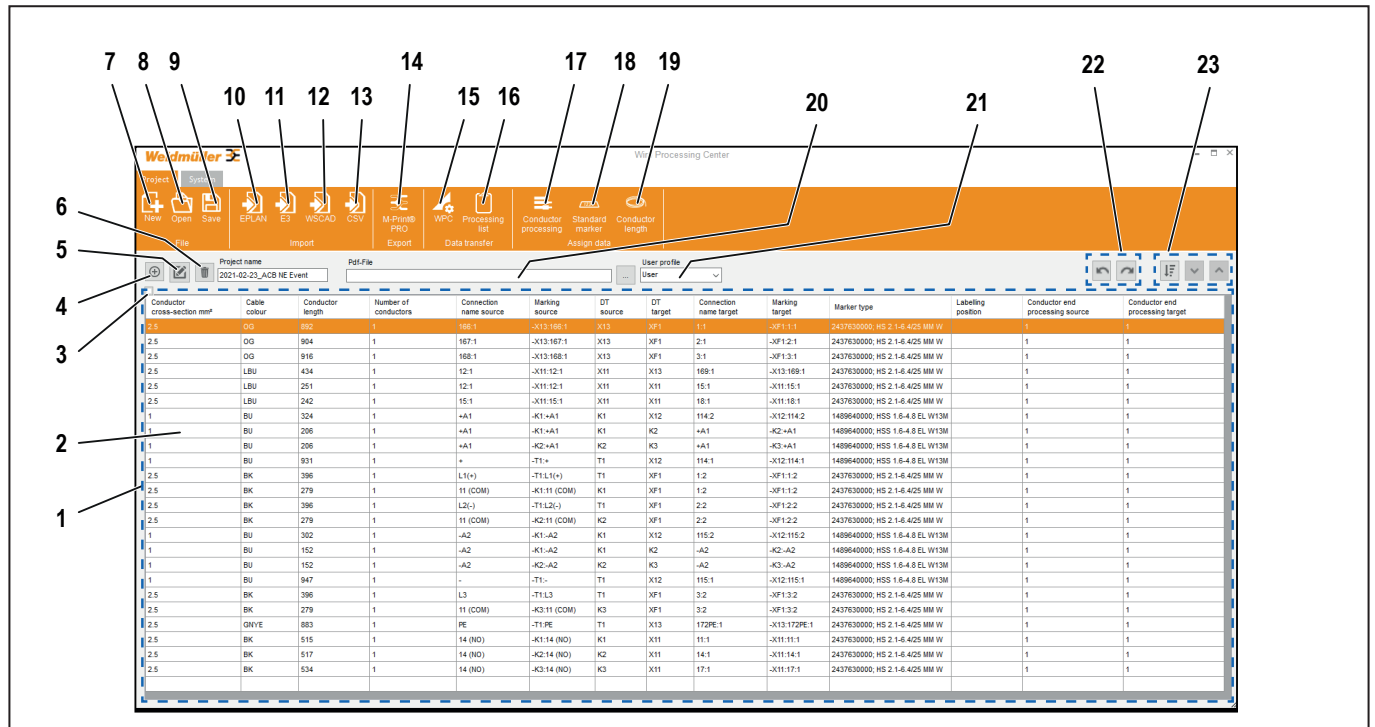 7 8 9 14 17 18 19 22 23
10 11 12 13 15 16 20 21
Weidmüller
Wire Processing Center
Project System
New Open Save EPLAN E3 WSCAD CSV M-Print® PRO WPC Processing list Conductor processing Standard marker Conductor length
File Import Export Data transfer Assign data
6
5
4
3
2
1
Project name Pdf-File User profile
2021-02-23_ACB NE Event ... User
Conductor cross-section mm² Cable colour Conductor length Number of conductors Connection name source Marking source DT source DT target Connection name target Marking target Marker type Labelling position Conductor end processing source Conductor end processing target
2.5 OG 892 1 166:1 -X13:166:1 X13 XF1 1:1 -XF1:1:1 2437630000; HS 2.1-6.4/25 MM W 1 1
2.5 OG 904 1 167:1 -X13:167:1 X13 XF1 2:1 -XF1:2:1 2437630000; HS 2.1-6.4/25 MM W 1 1
2.5 OG 916 1 168:1 -X13:168:1 X13 XF1 3:1 -XF1:3:1 2437630000; HS 2.1-6.4/25 MM W 1 1
2.5 LBU 434 1 12:1 -X11:12:1 X11 X13 169:1 -X13:169:1 2437630000; HS 2.1-6.4/25 MM W 1 1
2.5 LBU 251 1 12:1 -X11:12:1 X11 X11 15:1 -X11:15:1 2437630000; HS 2.1-6.4/25 MM W 1 1
2.5 LBU 242 1 15:1 -X11:15:1 X11 X11 18:1 -X11:18:1 2437630000; HS 2.1-6.4/25 MM W 1 1
1 BU 324 1 +A1 -K1:+A1 K1 X12 114:2 -X12:114:2 1489640000; HSS 1.6-4.8 EL W13M 1 1
1 BU 206 1 +A1 -K1:+A1 K1 K2 +A1 -K2:+A1 1489640000; HSS 1.6-4.8 EL W13M 1 1
1 BU 206 1 +A1 -K2:+A1 K2 K3 +A1 -K3:+A1 1489640000; HSS 1.6-4.8 EL W13M 1 1
1 BU 931 1 + -T1:+ T1 X12 114:1 -X12:114:1 1489640000; HSS 1.6-4.8 EL W13M 1 1
2.5 BK 396 1 L1(+) -T1:L1(+) T1 XF1 1:2 -XF1:1:2 2437630000; HS 2.1-6.4/25 MM W 1 1
2.5 BK 279 1 11 (COM) -K1:11 (COM) K1 XF1 1:2 -XF1:1:2 2437630000; HS 2.1-6.4/25 MM W 1 1
2.5 BK 396 1 L2(-) -T1:L2(-) T1 XF1 2:2 -XF1:2:2 2437630000; HS 2.1-6.4/25 MM W 1 1
2.5 BK 279 1 11 (COM) -K2:11 (COM) K2 XF1 2:2 -XF1:2:2 2437630000; HS 2.1-6.4/25 MM W 1 1
1 BU 302 1 -A2 -K1:-A2 K1 X12 115:2 -X12:115:2 1489640000; HSS 1.6-4.8 EL W13M 1 1
1 BU 152 1 -A2 -K1:-A2 K1 K2 -A2 -K2:-A2 1489640000; HSS 1.6-4.8 EL W13M 1 1
1 BU 152 1 -A2 -K2:-A2 K2 K3 -A2 -K3:-A2 1489640000; HSS 1.6-4.8 EL W13M 1 1
1 BU 947 1 - -T1:- T1 X12 115:1 -X12:115:1 1489640000; HSS 1.6-4.8 EL W13M 1 1
2.5 BK 396 1 L3 -T1:L3 T1 XF1 3:2 -XF1:3:2 2437630000; HS 2.1-6.4/25 MM W 1 1
2.5 BK 279 1 11 (COM) -K3:11 (COM) K3 XF1 3:2 -XF1:3:2 2437630000; HS 2.1-6.4/25 MM W 1 1
2.5 GNYE 883 1 PE -T1:PE T1 X13 172PE:1 -X13:172PE:1 2437630000; HS 2.1-6.4/25 MM W 1 1
2.5 BK 515 1 14 (NO) -K1:14 (NO) K1 X11 11:1 -X11:11:1 2437630000; HS 2.1-6.4/25 MM W 1 1
2.5 BK 517 1 14 (NO) -K2:14 (NO) K2 X11 14:1 -X11:14:1 2437630000; HS 2.1-6.4/25 MM W 1 1
2.5 BK 534 1 14 (NO) -K3:14 (NO) K3 X11 17:1 -X11:17:1 2437630000; HS 2.1-6.4/25 MM W 1 1